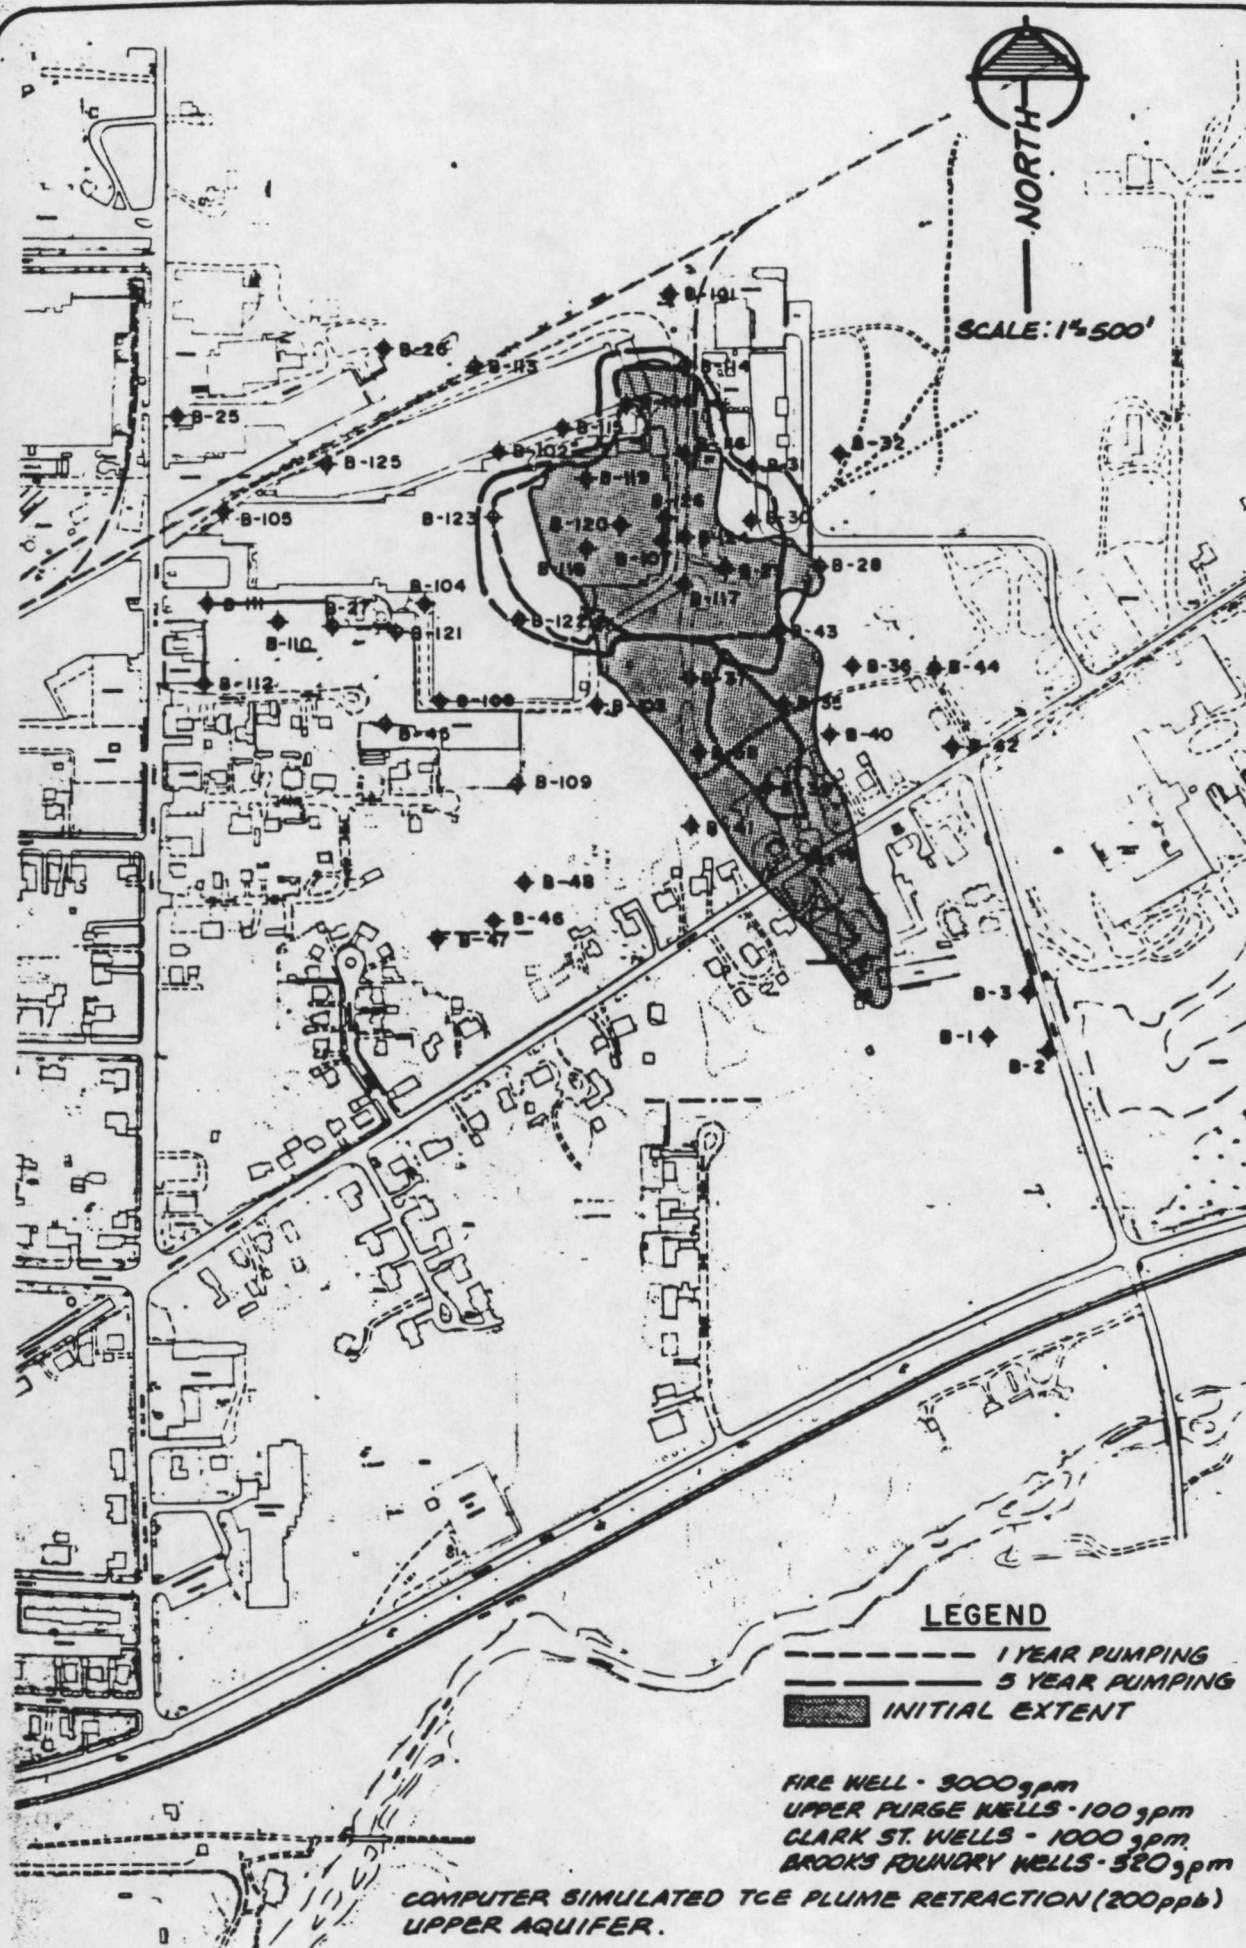 NORTH
SCALE: 1"=500'
B-101
B-26
B-113
B-114
B-25
B-115
B-102
B-125
B-31
B-32
B-119
B-105
B-123
B-120
B-30
B-28
B-104
B-117
B-111
B-27
B-122
B-110
B-121
B-43
B-36
B-44
B-112
B-37
B-108
B-103
B-35
B-45
B-40
B-42
B-109
B-41
B-48
B-46
B-47
B-3
B-1
B-2
LEGEND
1 YEAR PUMPING
5 YEAR PUMPING
INITIAL EXTENT
FIRE WELL - 3000 gpm
UPPER PURGE WELLS - 100 gpm
CLARK ST. WELLS - 1000 gpm
BROOKS FOUNDRY WELLS - 320 gpm
COMPUTER SIMULATED TCE PLUME RETRACTION (200ppb)
UPPER AQUIFER.